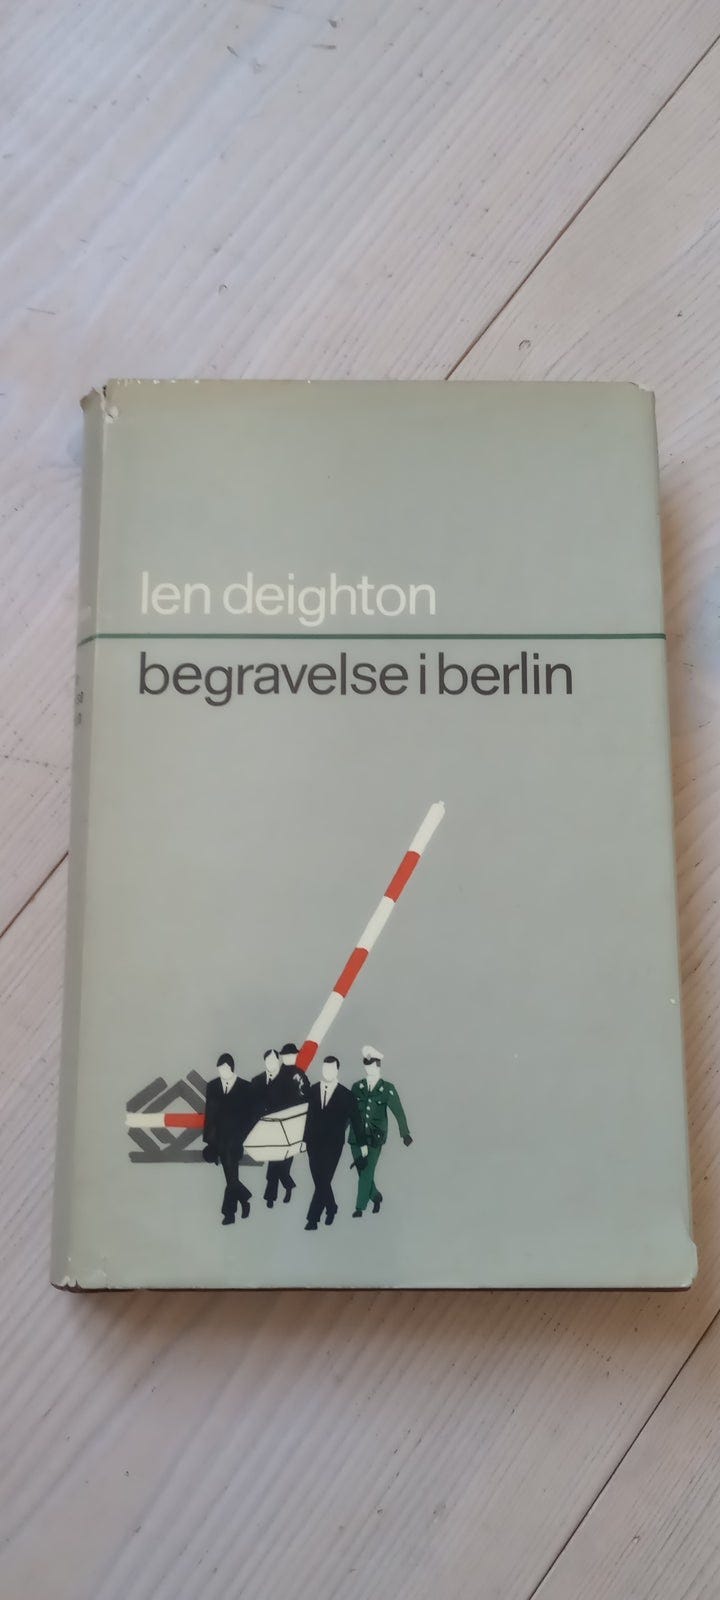 len deighton
begravelse i berlin